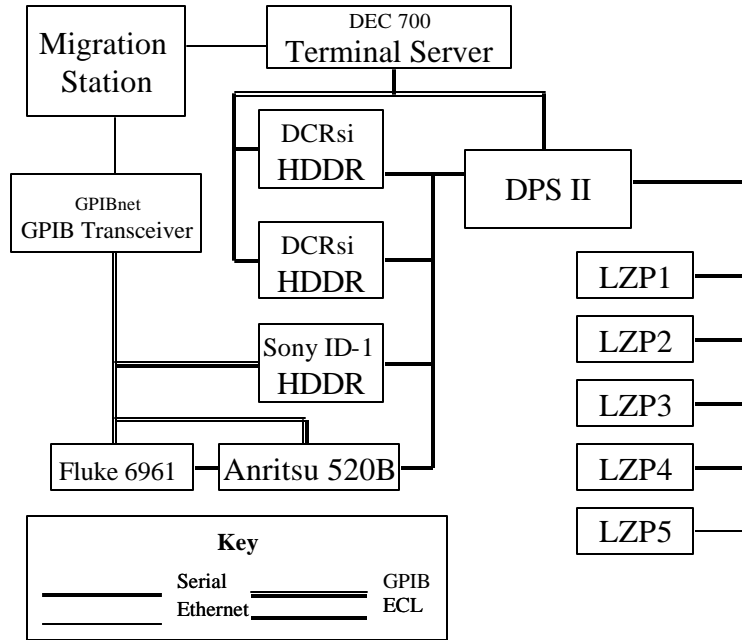 Migration
Station
DEC 700
Terminal Server
DCRsi
HDDR
DPS II
GPIBnet
GPIB Transceiver
DCRsi
HDDR
LZP1
LZP2
Sony ID-1
HDDR
LZP3
Fluke 6961
Anritsu 520B
LZP4
LZP5
Key
Serial
GPIB
Ethernet
ECL